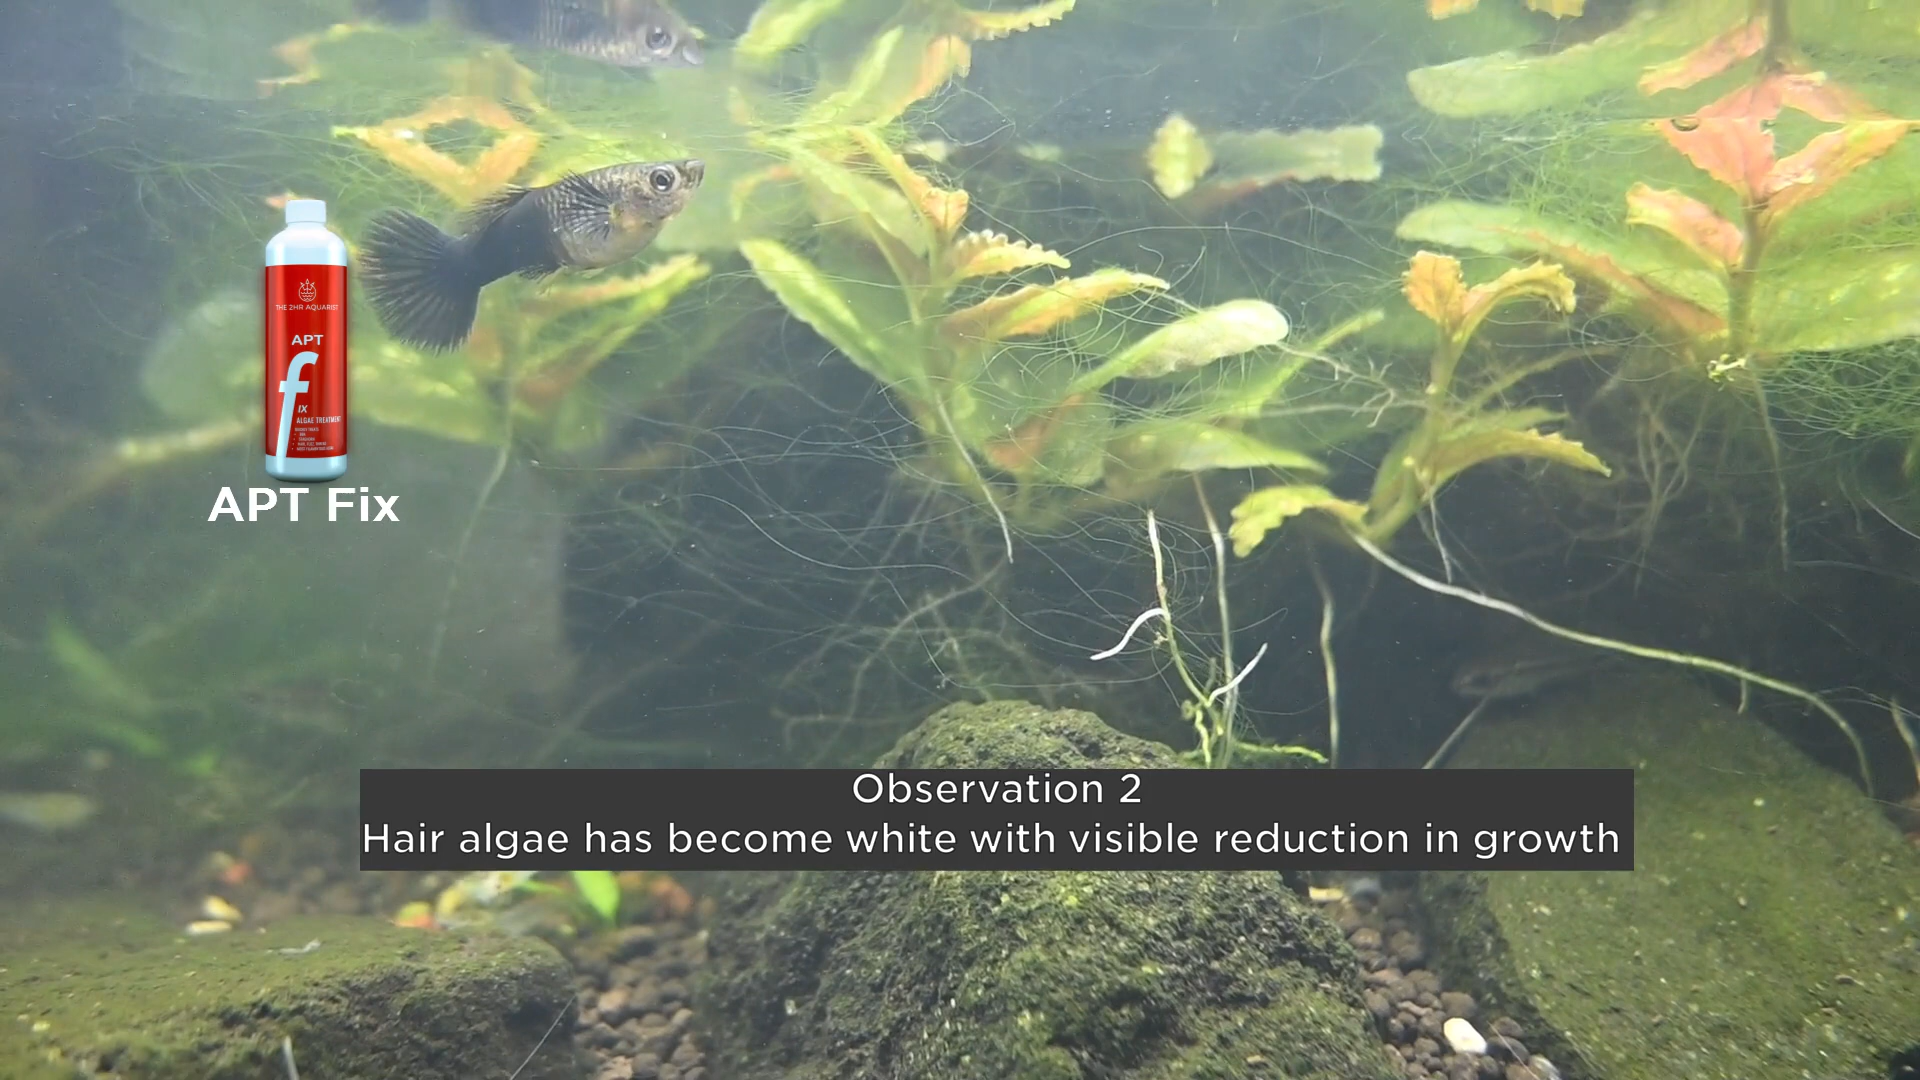 THE 2HR AQUARIST
APT
fIX
ALGAE TREATMENT
APT Fix
Observation 2
Hair algae has become white with visible reduction in growth